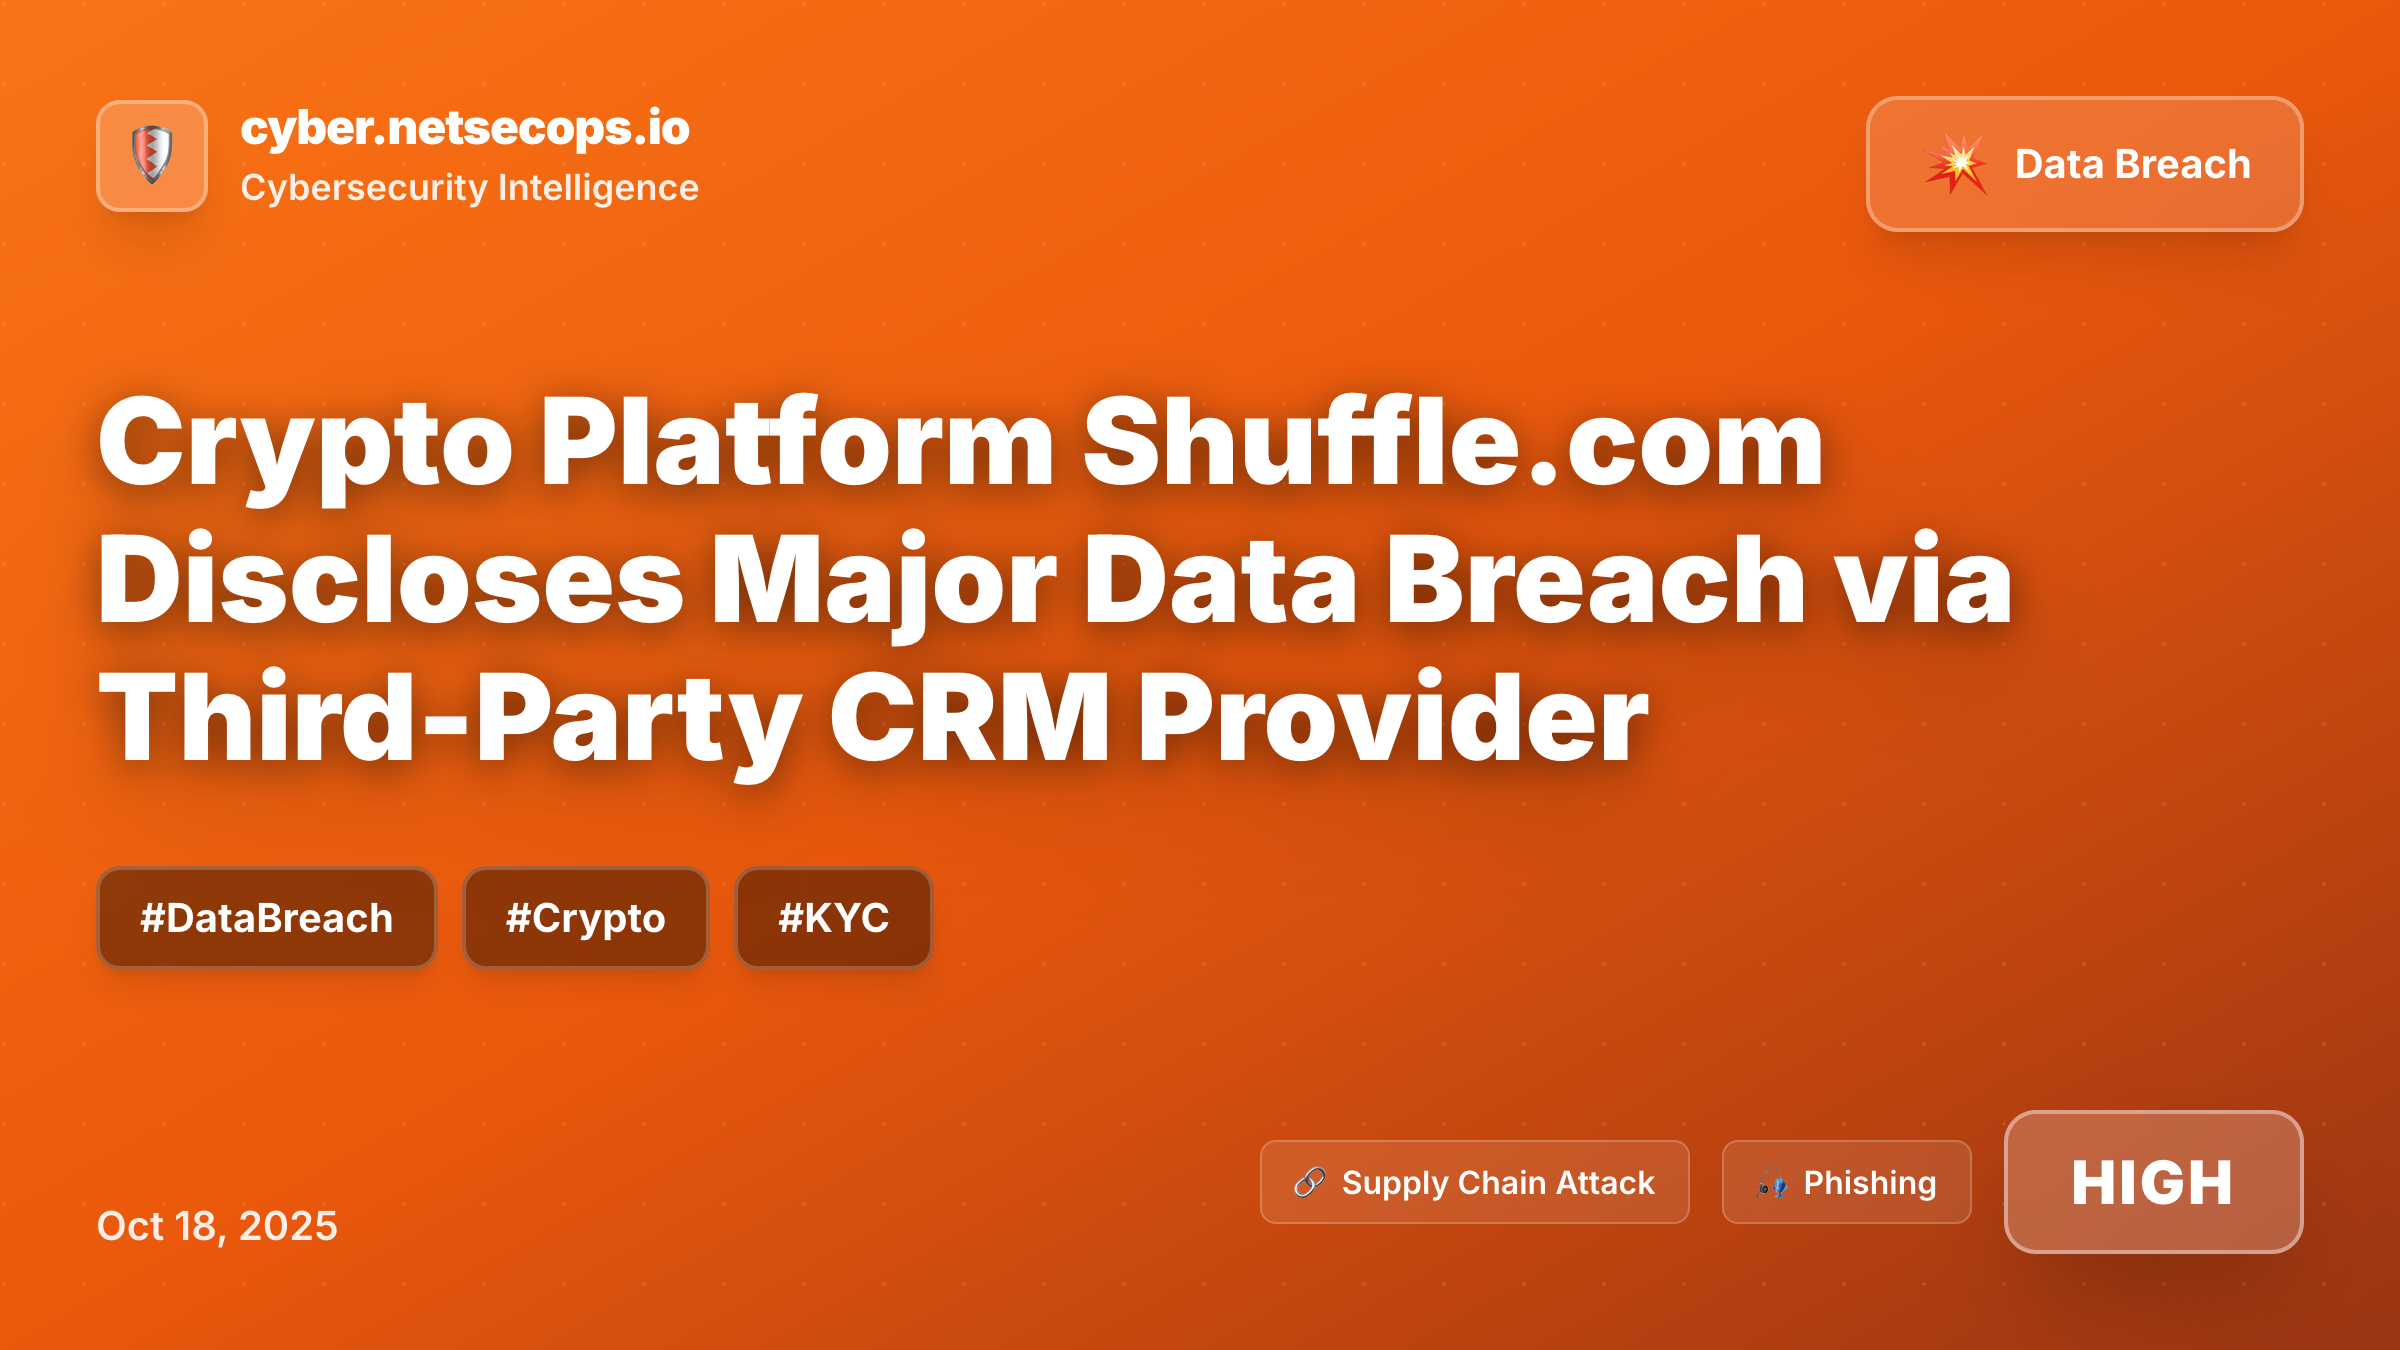 cyber.netsecops.io
Cybersecurity Intelligence
Data Breach
Crypto Platform Shuffle.com
Discloses Major Data Breach via
Third-Party CRM Provider
#DataBreach
#Crypto
#KYC
Oct 18, 2025
Supply Chain Attack
Phishing
HIGH